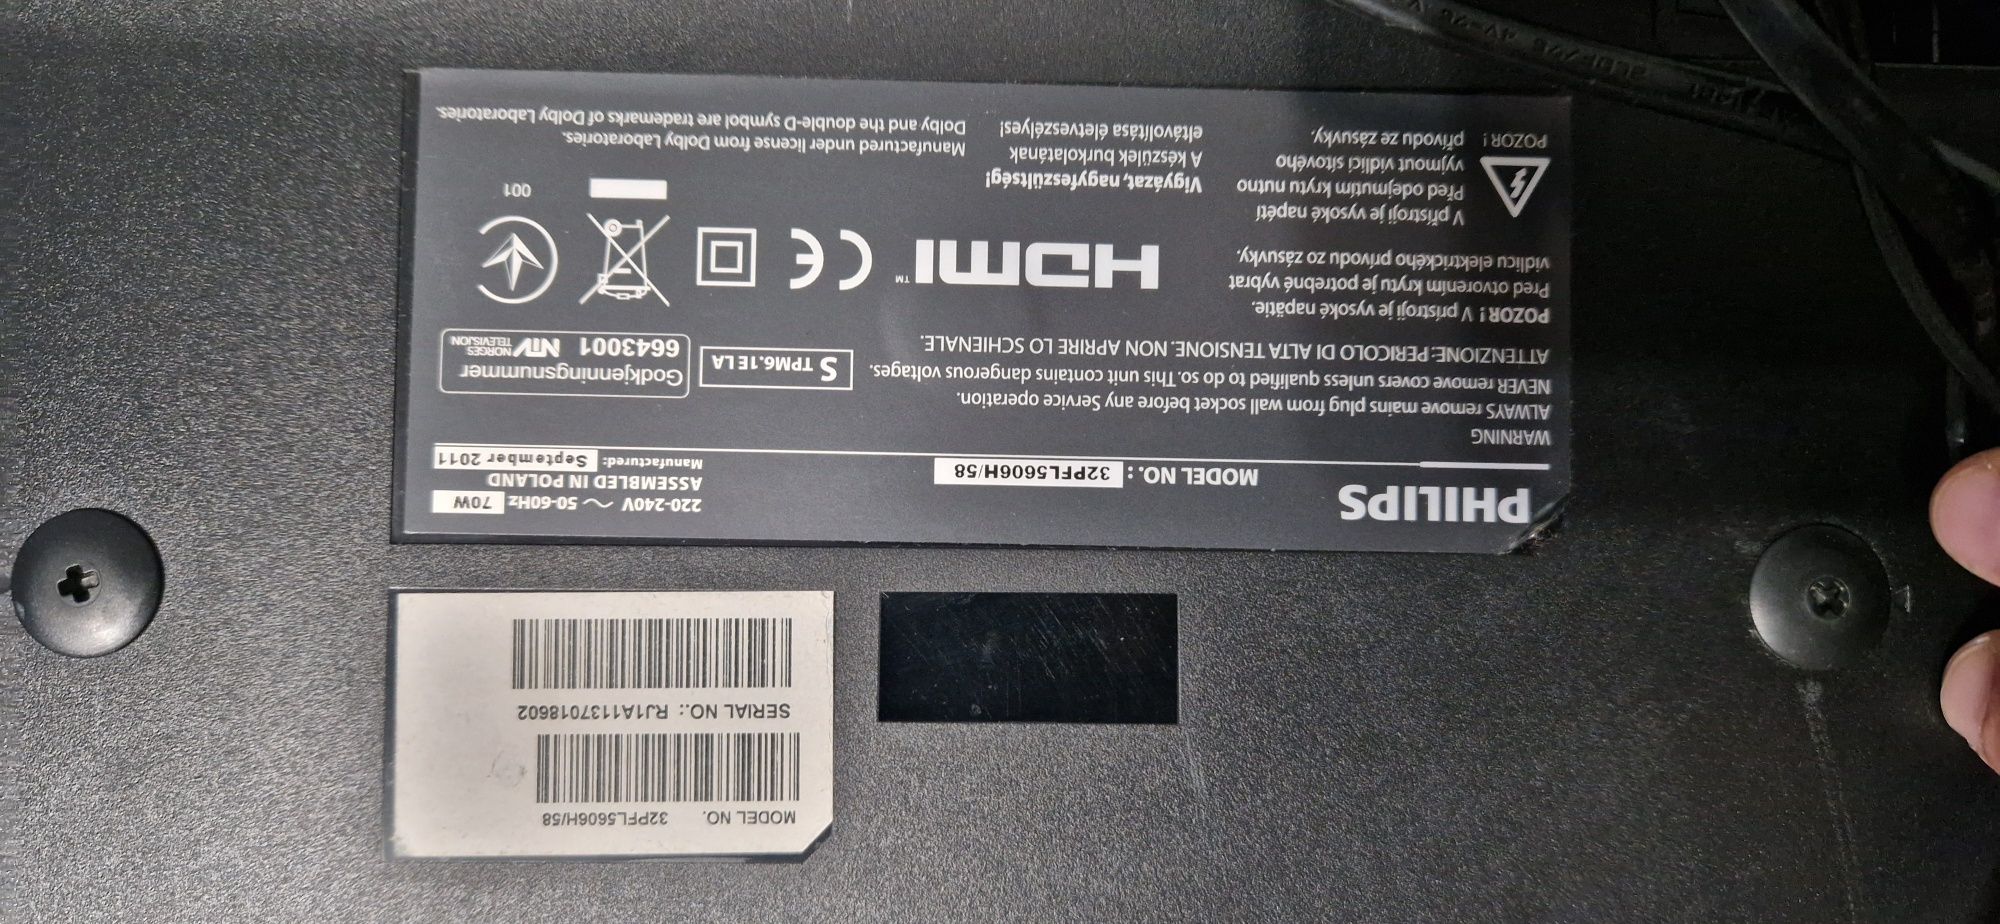 MODEL NO. 32PFL5606H/58
SERIAL NO.: RJ1A1137018602
PHILIPS
MODEL NO.: 32PFL5606H/58
220-240V ~ 50-60Hz 70W
ASSEMBLED IN POLAND
Manufactured: September 2011
WARNING
ALWAYS remove mains plug from wall socket before any Service operation.
NEVER remove covers unless qualified to do so. This unit contains dangerous voltages.
ATTENZIONE: PERICOLO DI ALTA TENSIONE. NON APRIRE LO SCHIENALE.
S TPM6.1E LA
Godkjenningsnummer
6643001 NTV NORGES TELEVISJON
POZOR! V prístroji je vysoké napätie.
Pred otvorením krytu je potrebné vybrat
vidlicu elektrického prívodu zo zásuvky.
HDMI™
CE
001
V přístroji je vysoké napětí
Před odejmutím krytu nutno
vyjmout vidlici síťového
POZOR! přívodu ze zásuvky.
Vigyázat, nagyfeszültség!
A készülék burkolatának
eltávolítása életveszélyes!
Manufactured under license from Dolby Laboratories.
Dolby and the double-D symbol are trademarks of Dolby Laboratories.